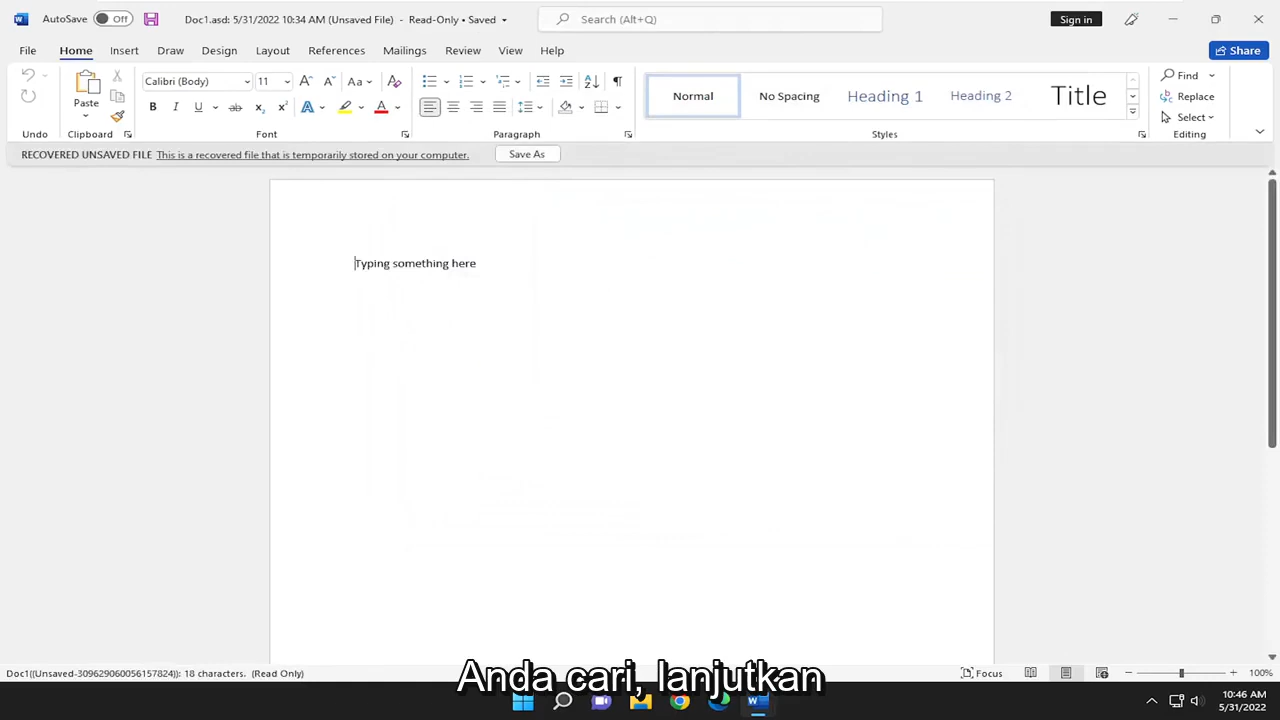 AutoSave Off Doc1.asd: 5/31/2022 10:34 AM (Unsaved File) - Read-Only • Saved Search (Alt+Q) Sign in
File Home Insert Draw Design Layout References Mailings Review View Help Share
Calibri (Body) 11 Aa Find
Paste Normal No Spacing Heading 1 Heading 2 Title Replace
Select
Undo Clipboard Font Paragraph Styles Editing
RECOVERED UNSAVED FILE This is a recovered file that is temporarily stored on your computer. Save As
Typing something here
Doc1((Unsaved-309629060056157824)): 18 characters. (Read Only) Focus 100%
Anda cari, lanjutkan
10:46 AM
5/31/2022